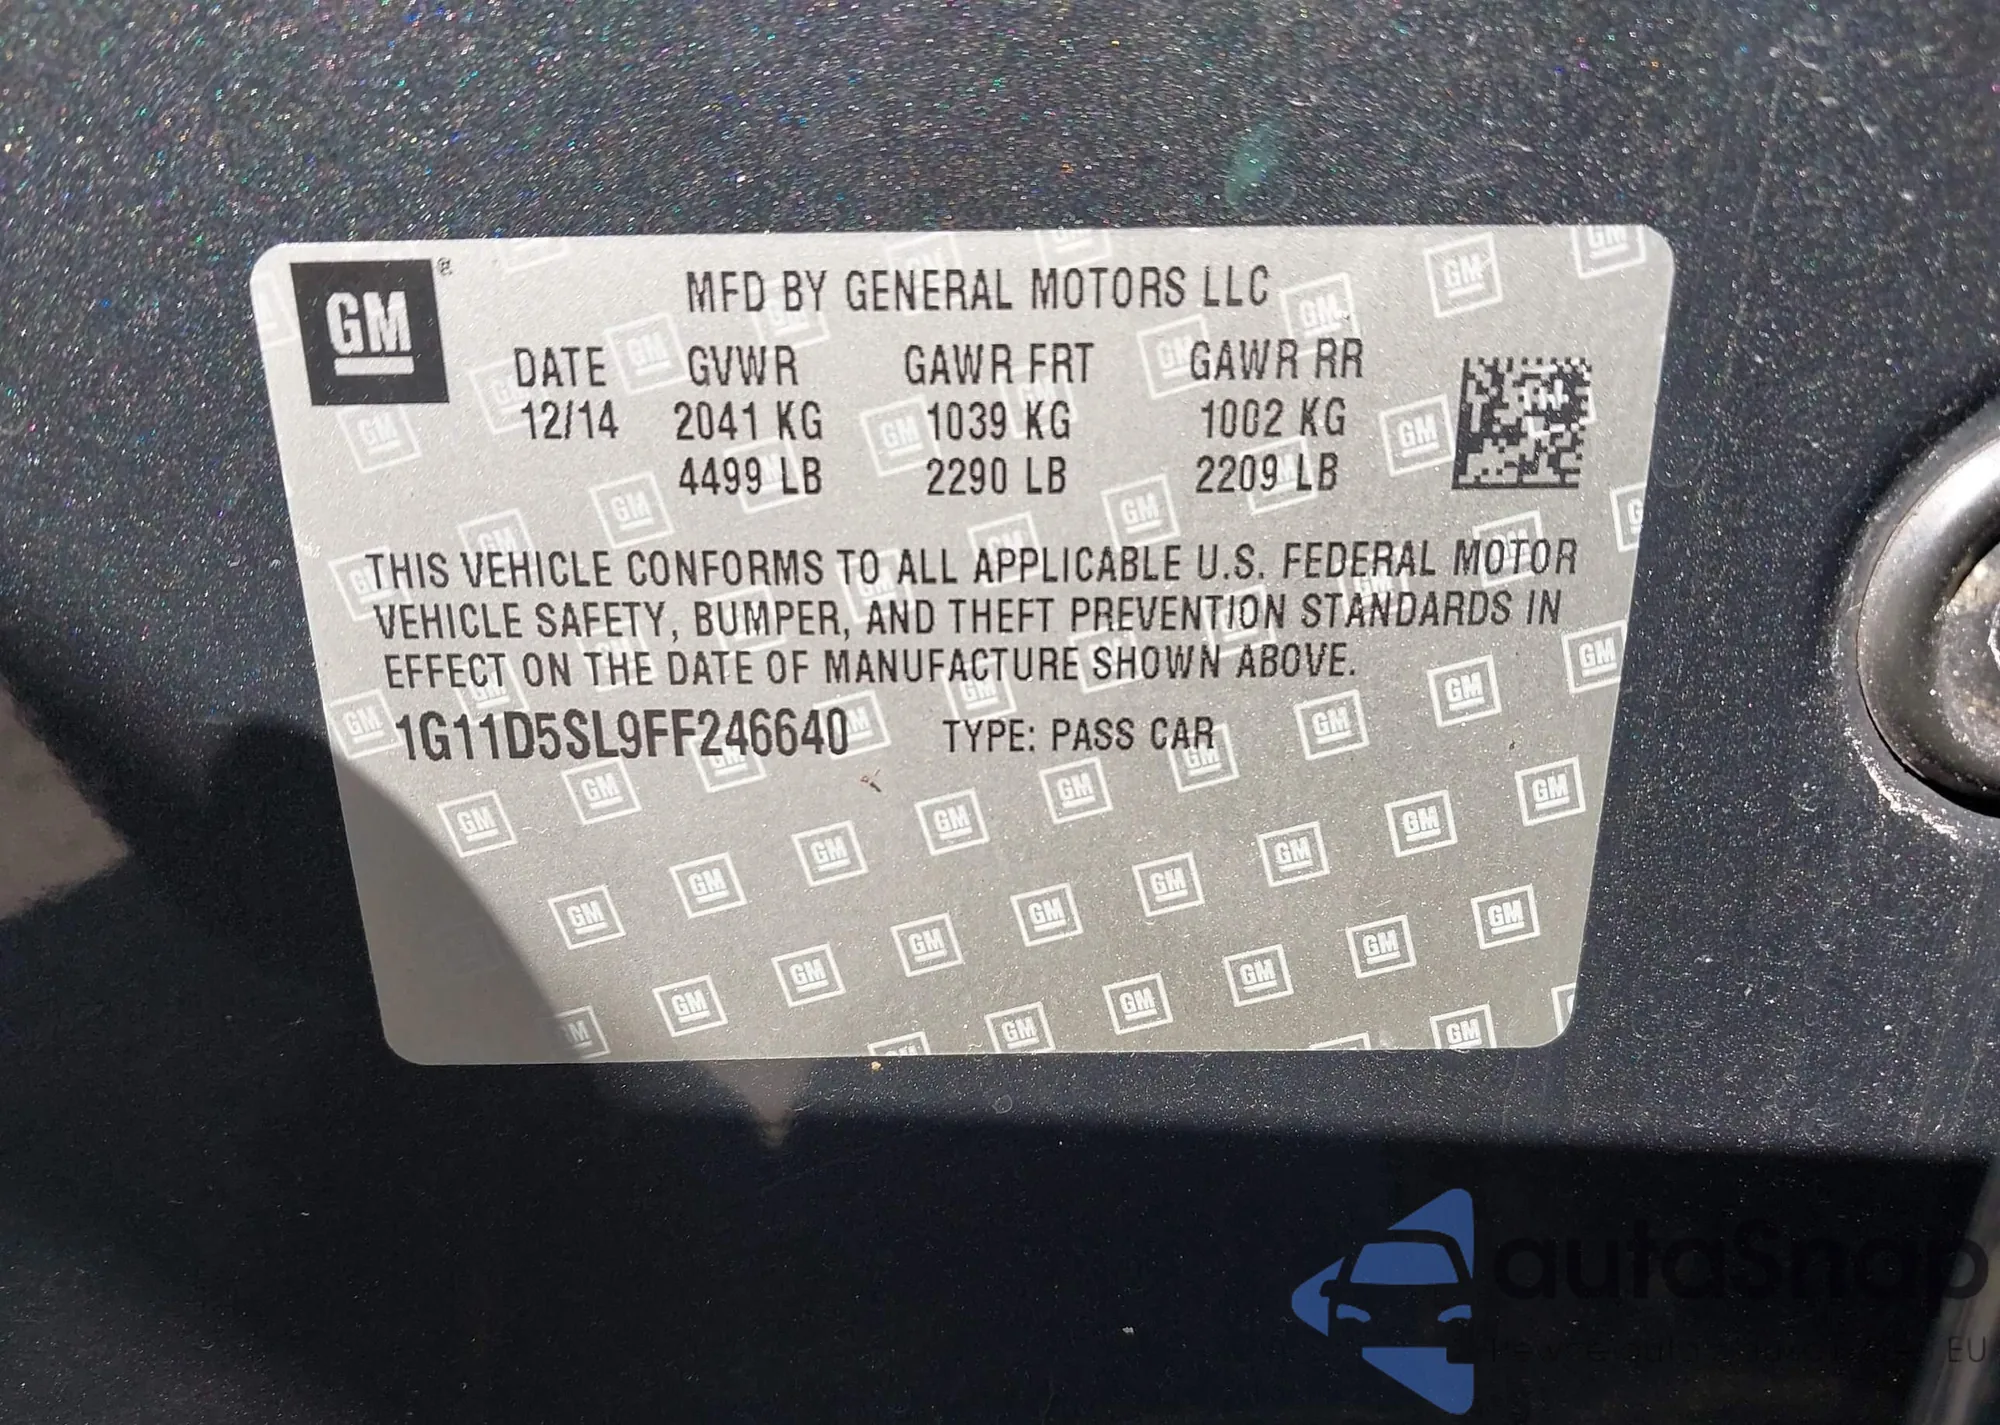 GM ®
MFD BY GENERAL MOTORS LLC
DATE GVWR GAWR FRT GAWR RR
12/14 2041 KG 1039 KG 1002 KG
4499 LB 2290 LB 2209 LB
THIS VEHICLE CONFORMS TO ALL APPLICABLE U.S. FEDERAL MOTOR
VEHICLE SAFETY, BUMPER, AND THEFT PREVENTION STANDARDS IN
EFFECT ON THE DATE OF MANUFACTURE SHOWN ABOVE.
1G11D5SL9FF246640 TYPE: PASS CAR
autaSnap
EU